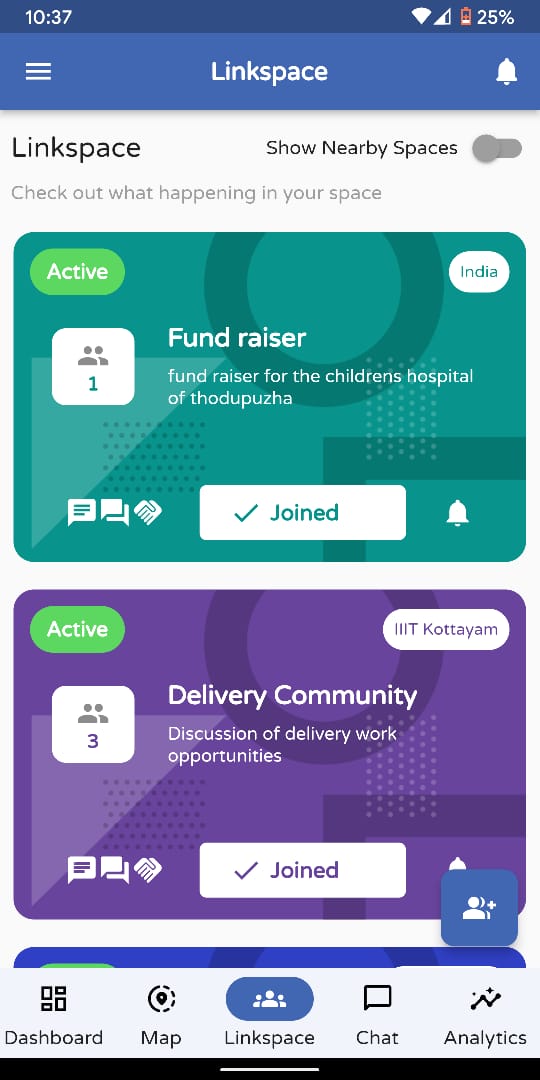 10:37
25%
Linkspace
Linkspace
Show Nearby Spaces
Check out what happening in your space
Active
India
Fund raiser
1
fund raiser for the childrens hospital
of thodupuzha
Joined
Active
IIIT Kottayam
Delivery Community
3
Discussion of delivery work
opportunities
Joined
Dashboard
Map
Linkspace
Chat
Analytics